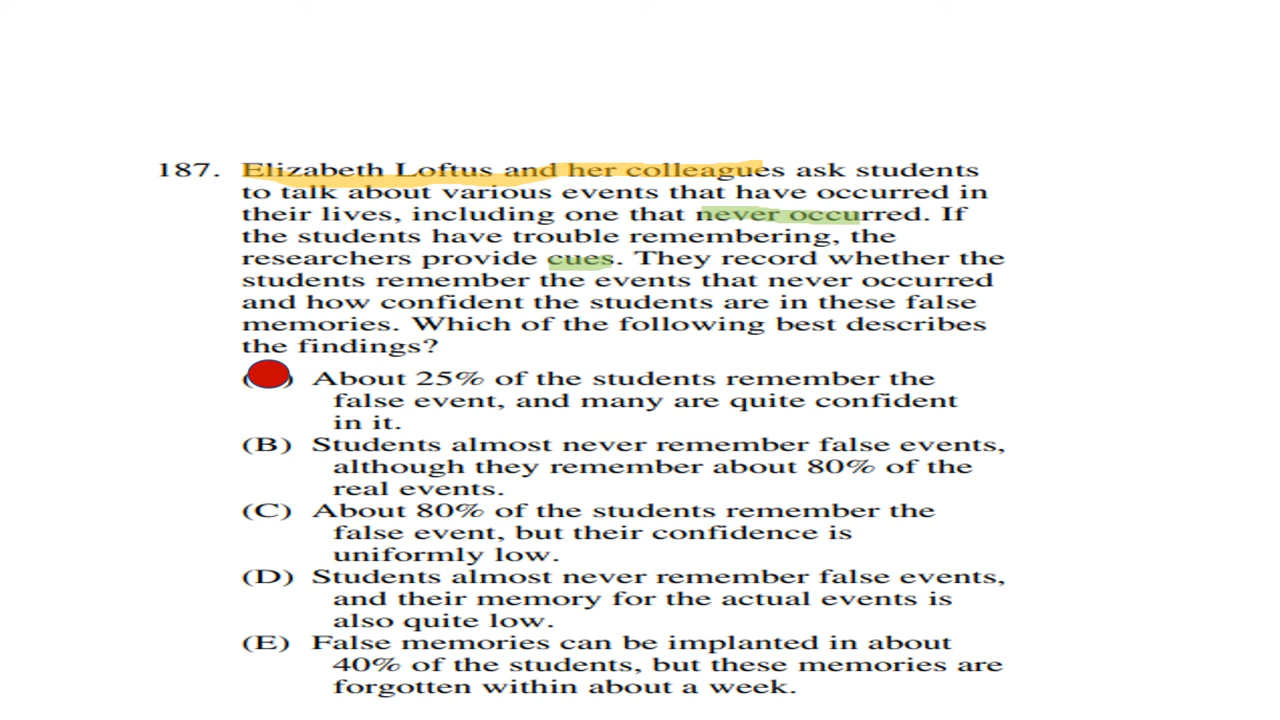 187. Elizabeth Loftus and her colleagues ask students
to talk about various events that have occurred in
their lives, including one that never occurred. If
the students have trouble remembering, the
researchers provide cues. They record whether the
students remember the events that never occurred
and how confident the students are in these false
memories. Which of the following best describes
the findings?
( ) About 25% of the students remember the
false event, and many are quite confident
in it.
(B) Students almost never remember false events,
although they remember about 80% of the
real events.
(C) About 80% of the students remember the
false event, but their confidence is
uniformly low.
(D) Students almost never remember false events,
and their memory for the actual events is
also quite low.
(E) False memories can be implanted in about
40% of the students, but these memories are
forgotten within about a week.